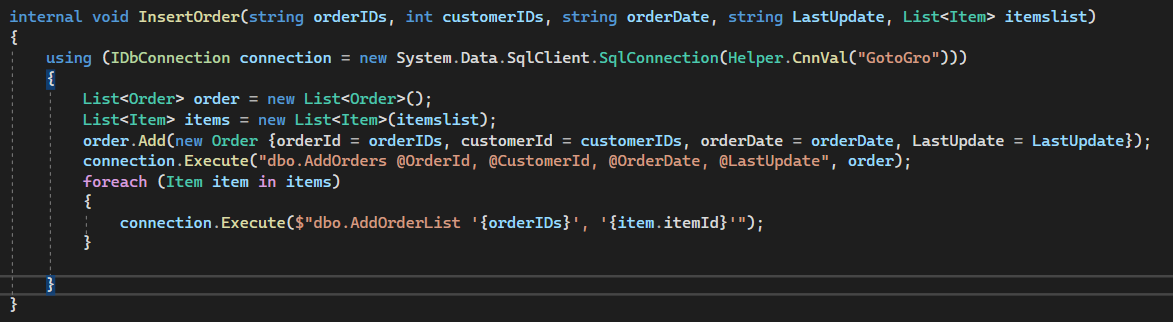 internal void InsertOrder(string orderIDs, int customerIDs, string orderDate, string LastUpdate, List<Item> itemslist)
{
    using (IDbConnection connection = new System.Data.SqlClient.SqlConnection(Helper.CnnVal("GotoGro")))
    {
        List<Order> order = new List<Order>();
        List<Item> items = new List<Item>(itemslist);
        order.Add(new Order {orderId = orderIDs, customerId = customerIDs, orderDate = orderDate, LastUpdate = LastUpdate});
        connection.Execute("dbo.AddOrders @OrderId, @CustomerId, @OrderDate, @LastUpdate", order);
        foreach (Item item in items)
        {
            connection.Execute($"dbo.AddOrderList '{orderIDs}', '{item.itemId}'");
        }
    }
}